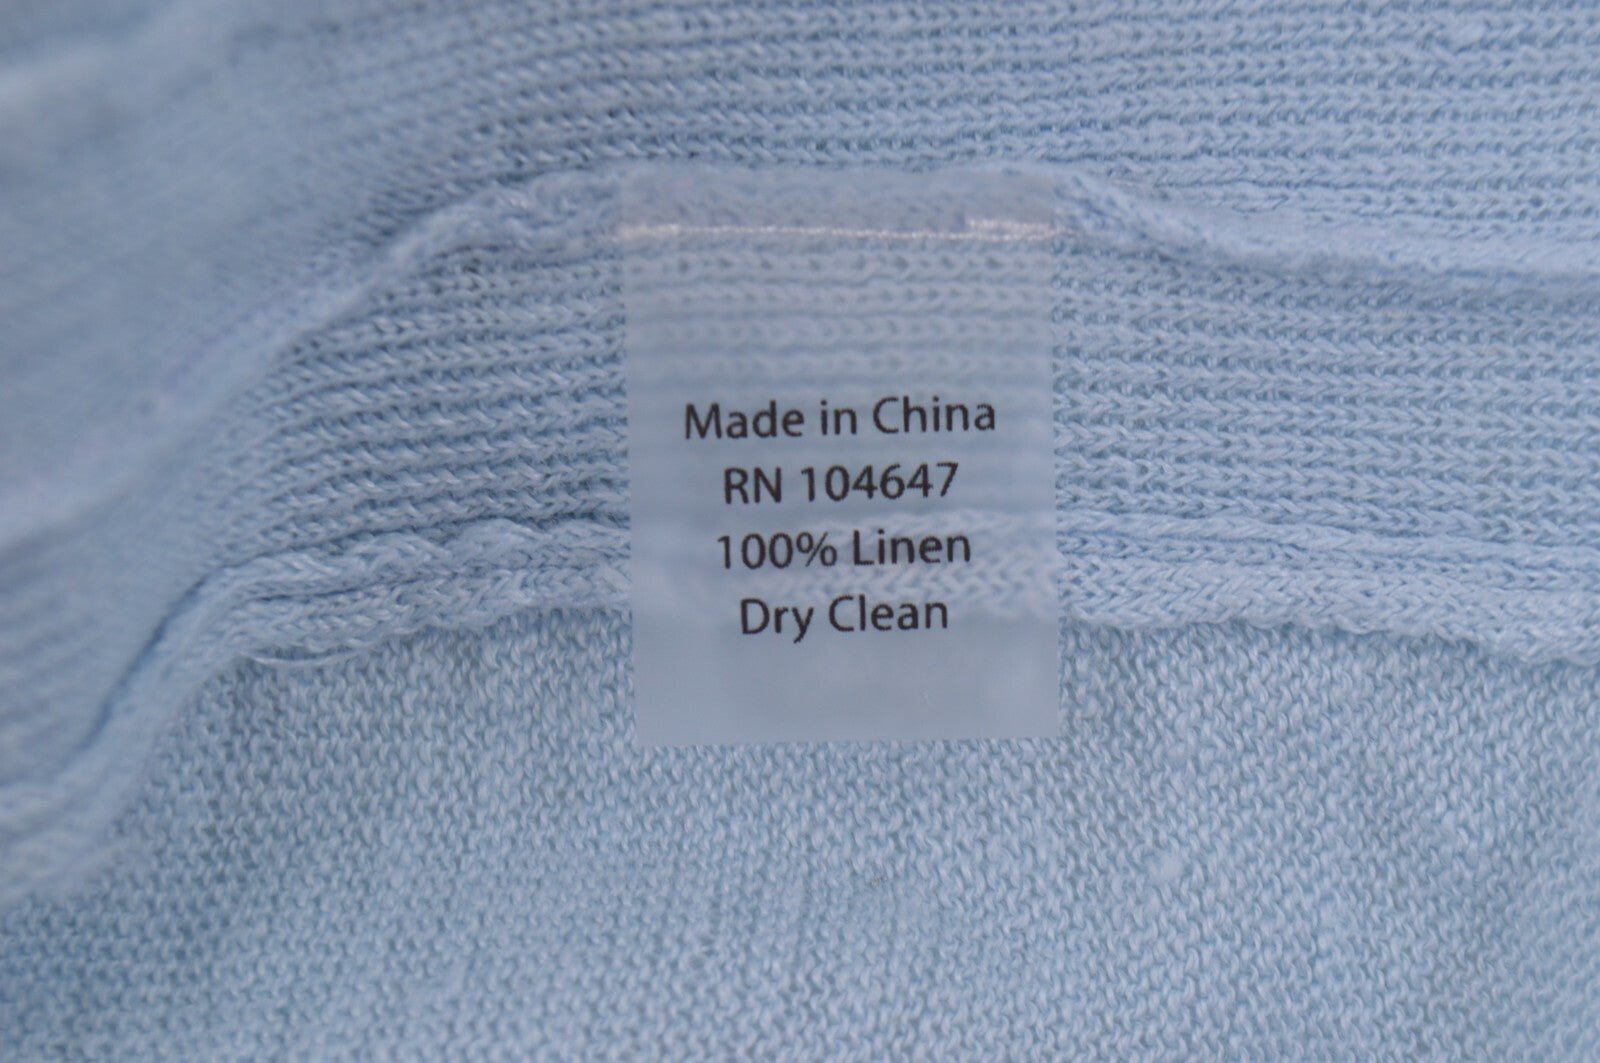 Made in China
RN 104647
100% Linen
Dry Clean